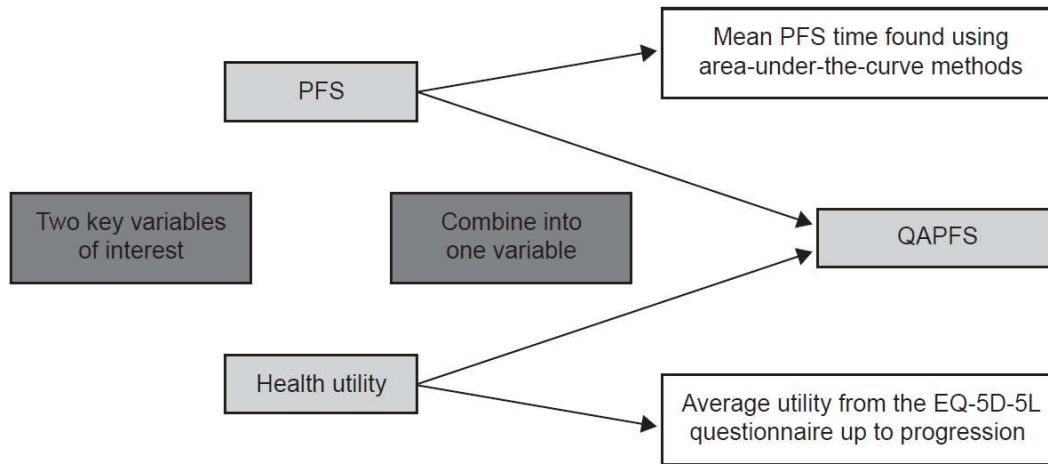 Mean PFS time found using
area-under-the-curve methods
PFS
Two key variables
of interest
Combine into
one variable
QAPFS
Health utility
Average utility from the EQ-5D-5L
questionnaire up to progression